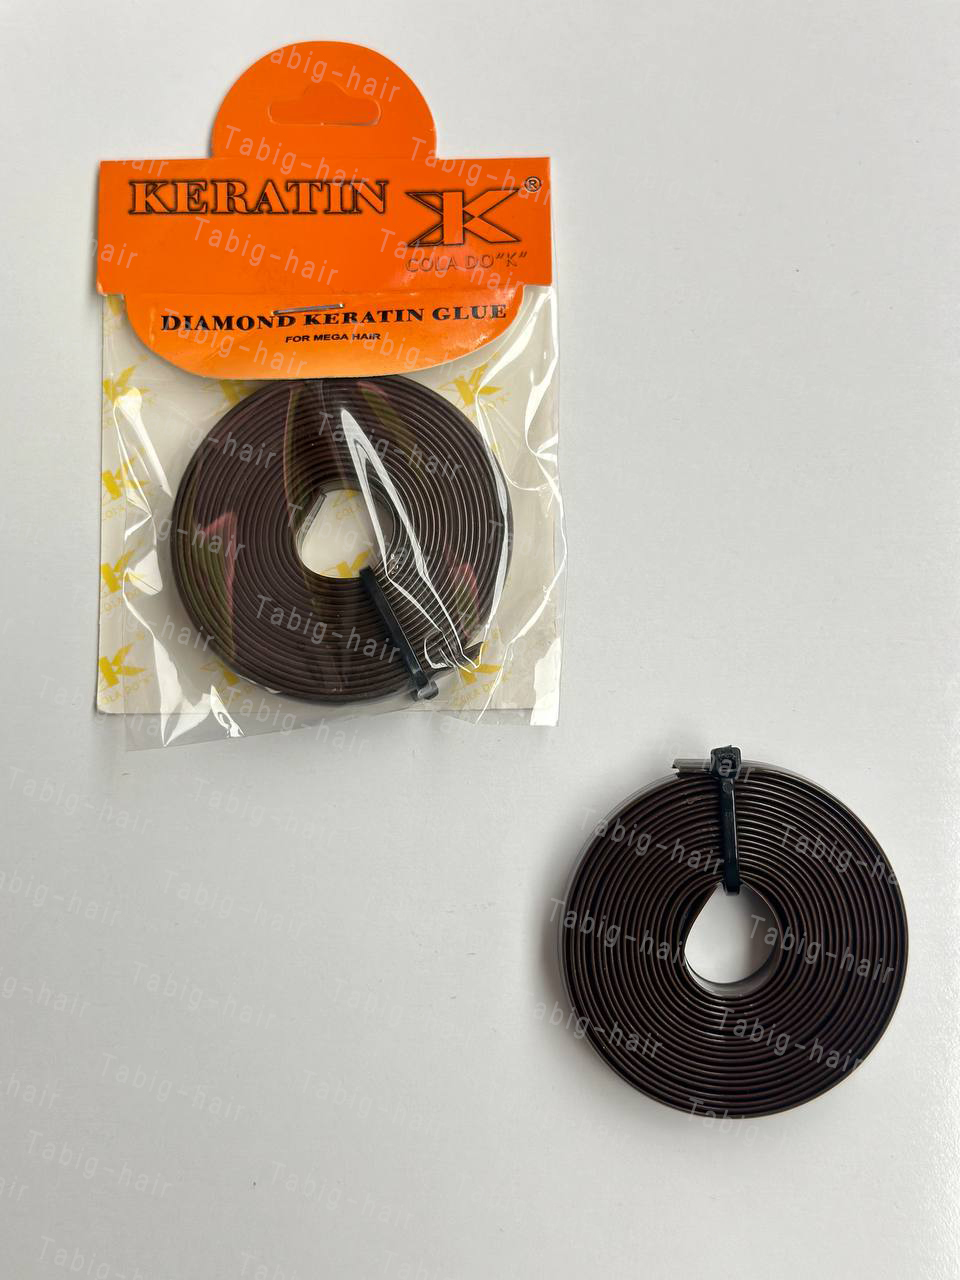 KERATIN
K®
COLA DO"K"
DIAMOND KERATIN GLUE
FOR MEGA HAIR
Tabig-hair